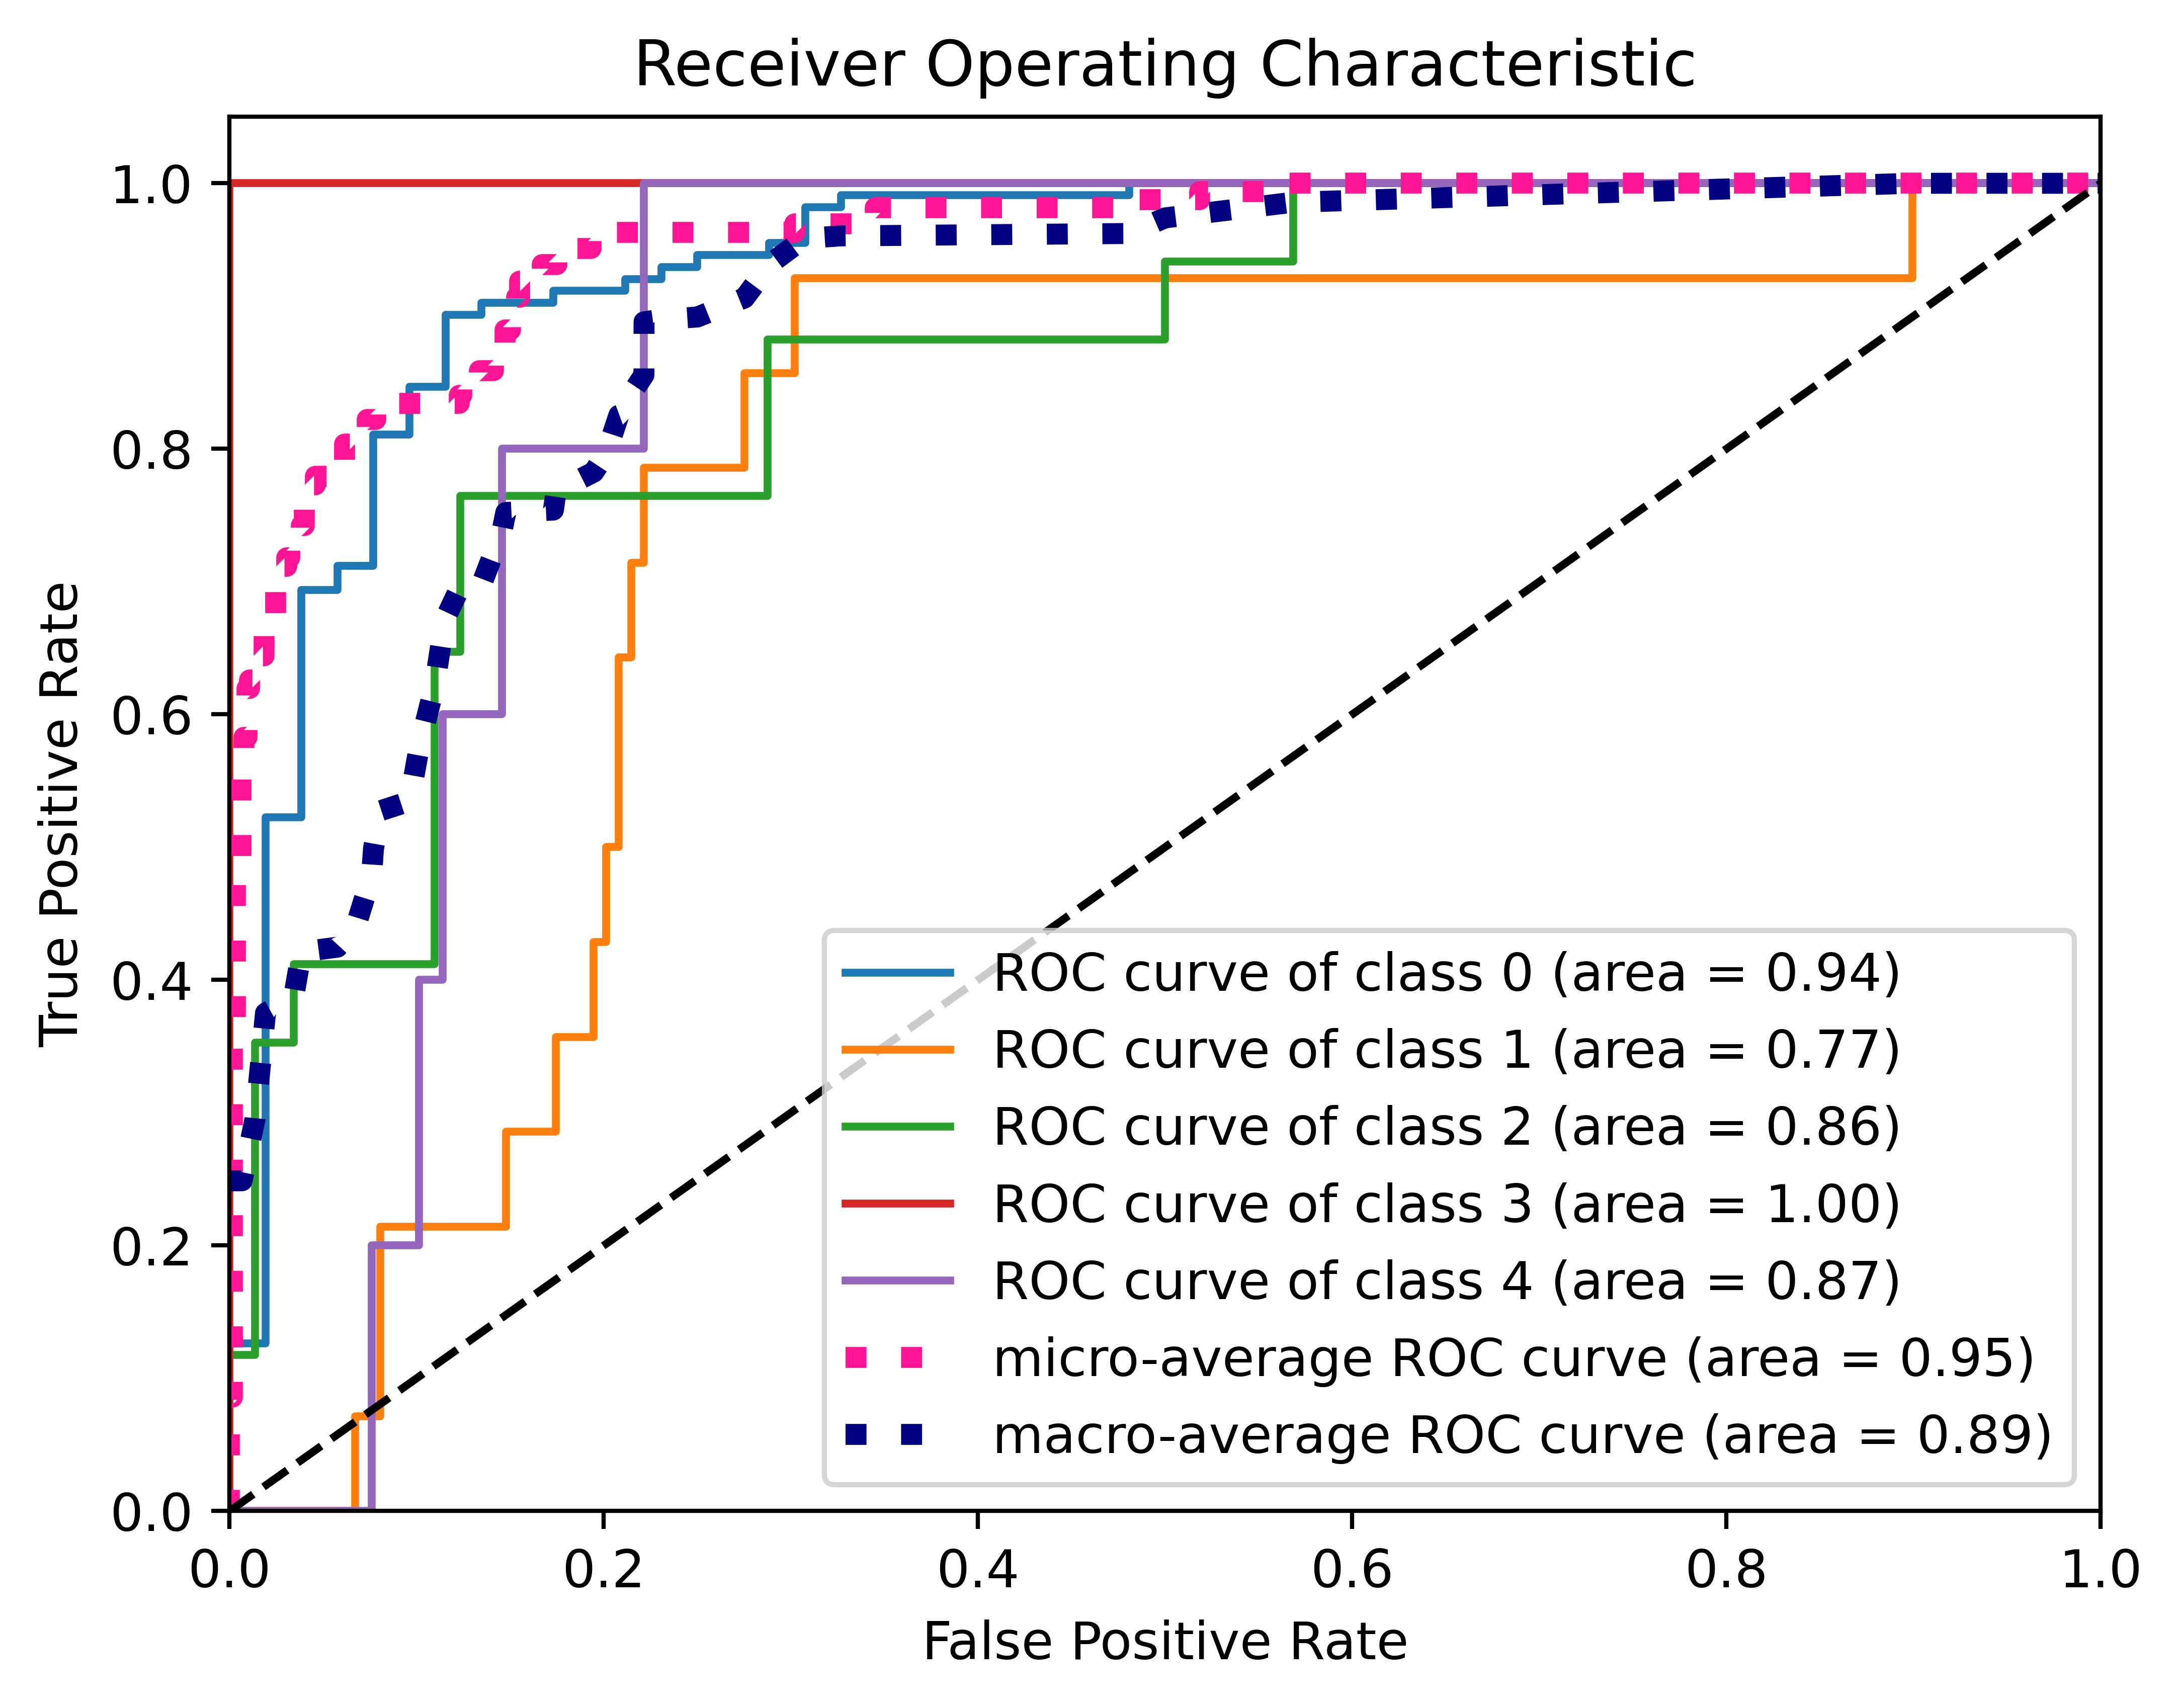 Receiver Operating Characteristic
1.0
0.8
0.6
0.4
0.2
0.0
True Positive Rate
ROC curve of class 0 (area = 0.94)
ROC curve of class 1 (area = 0.77)
ROC curve of class 2 (area = 0.86)
ROC curve of class 3 (area = 1.00)
ROC curve of class 4 (area = 0.87)
micro-average ROC curve (area = 0.95)
macro-average ROC curve (area = 0.89)
0.0 0.2 0.4 0.6 0.8 1.0
False Positive Rate